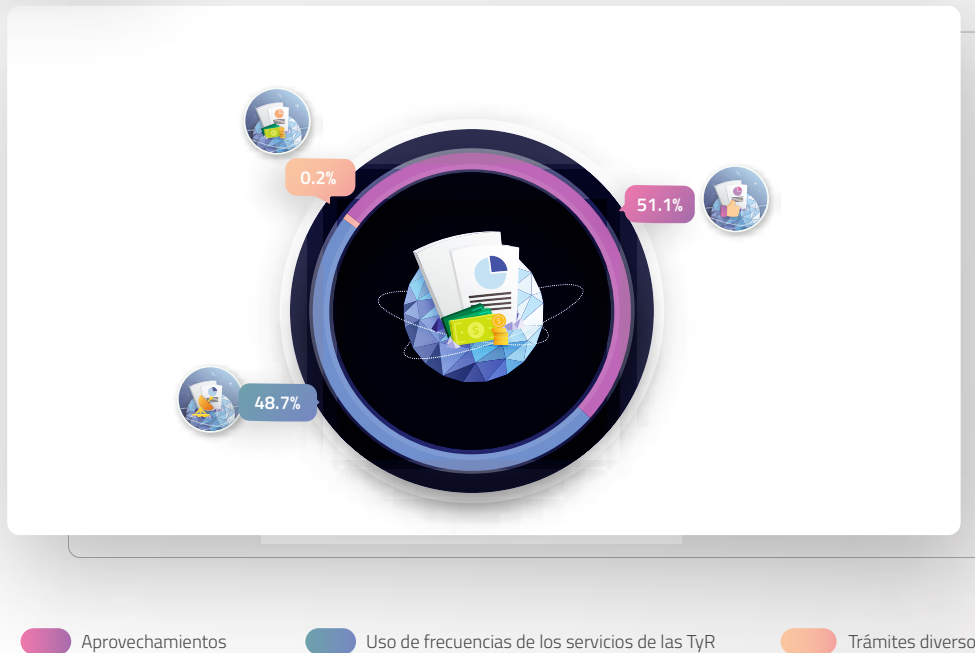 0.2%
51.1%
48.7%
Aprovechamientos
Uso de frecuencias de los servicios de las TyR
Trámites diverso